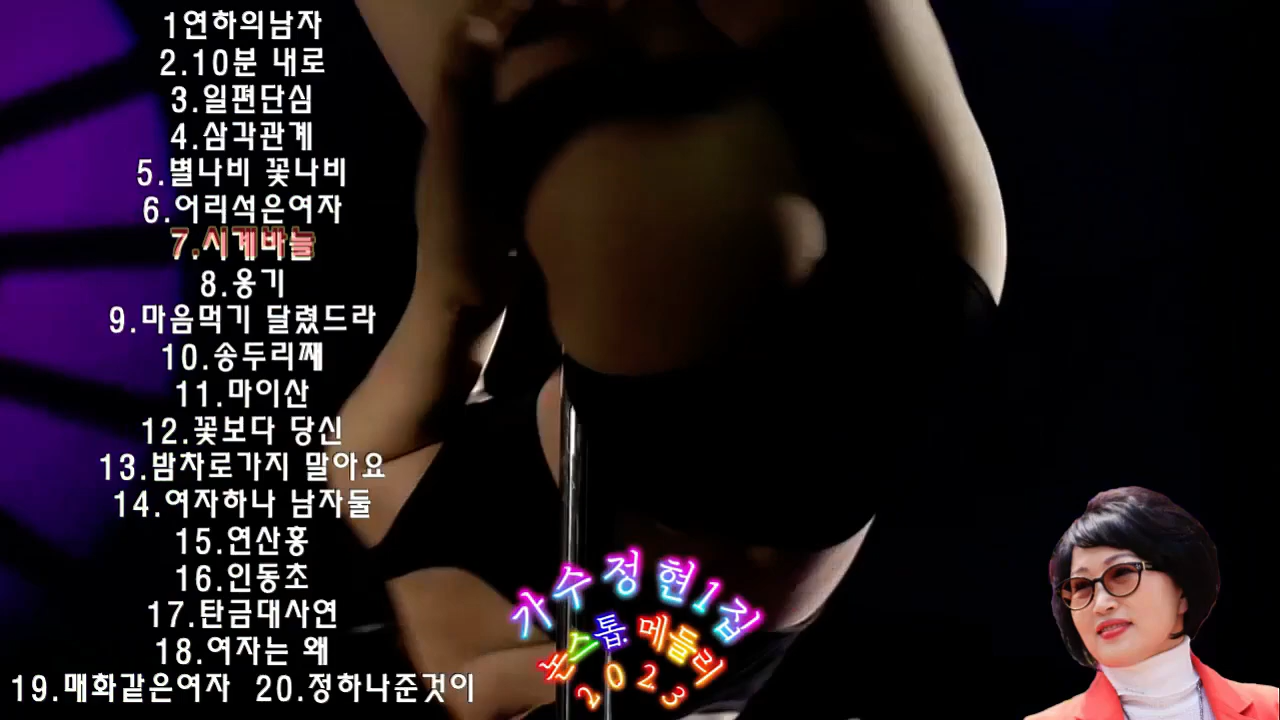 1연하의남자
2.10분 내로
3.일편단심
4.삼각관계
5.별나비 꽃나비
6.어리석은여자
7.시계바늘
8.옹기
9.마음먹기 달렸드라
10.송두리째
11.마이산
12.꽃보다 당신
13.밤차로가지 말아요
14.여자하나 남자둘
15.연산홍
16.인동초
17.탄금대사연
18.여자는 왜
19.매화같은여자 20.정하나준것이
가수정현1집
논스톱 메들리
2023